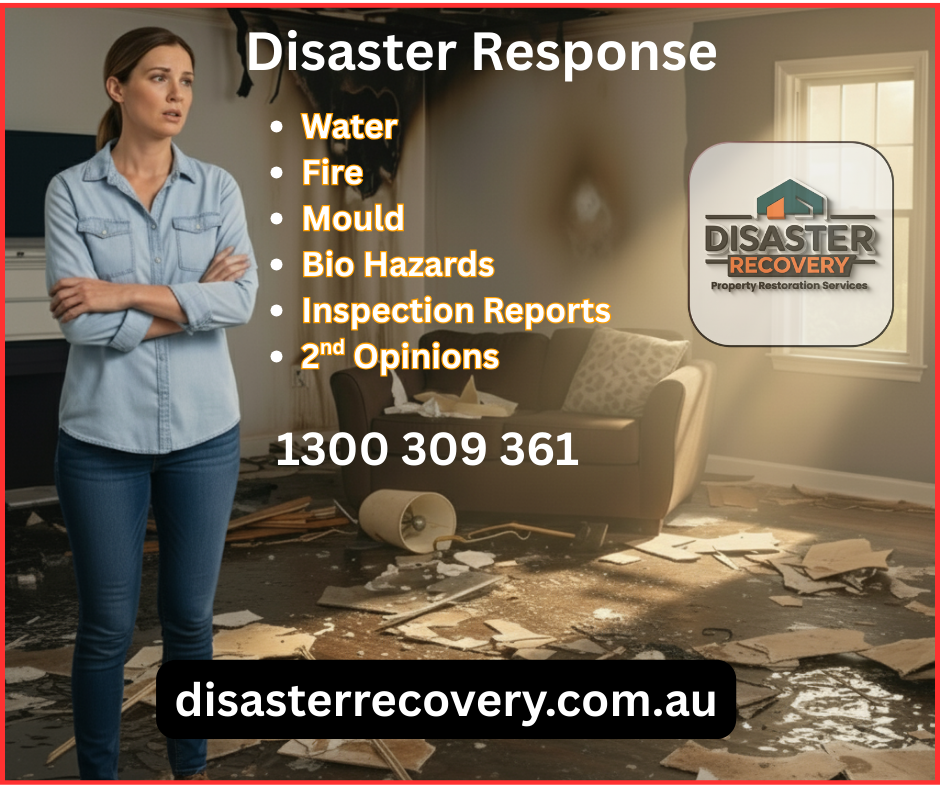 Disaster Response
• Water
• Fire
• Mould
• Bio Hazards
• Inspection Reports
• 2nd Opinions
DISASTER
RECOVERY
Property Restoration Services
1300 309 361
disasterrecovery.com.au